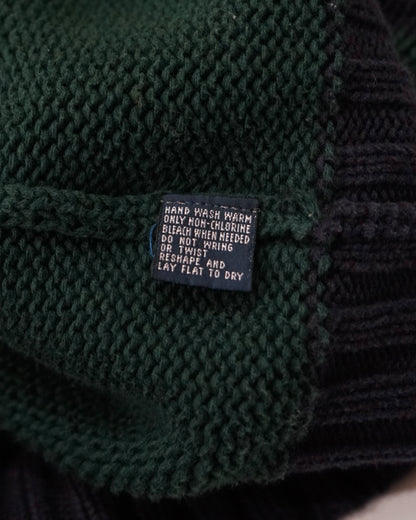 HAND WASH WARM
ONLY NON-CHLORINE
BLEACH WHEN NEEDED
DO NOT WRING
OR TWIST
RESHAPE AND
LAY FLAT TO DRY